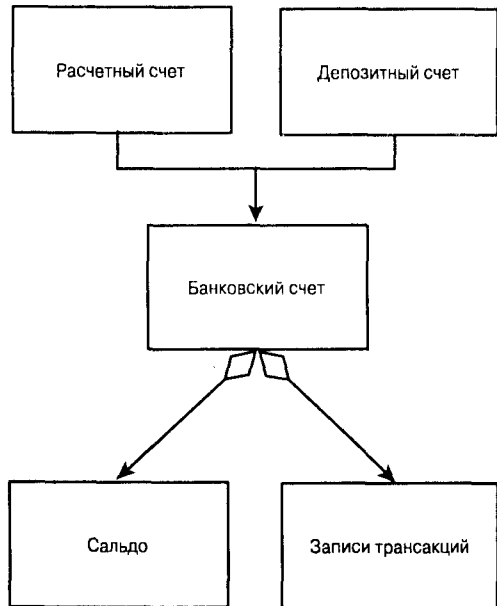 Расчетный счет
Депозитный счет
Банковский счет
Сальдо
Записи трансакций